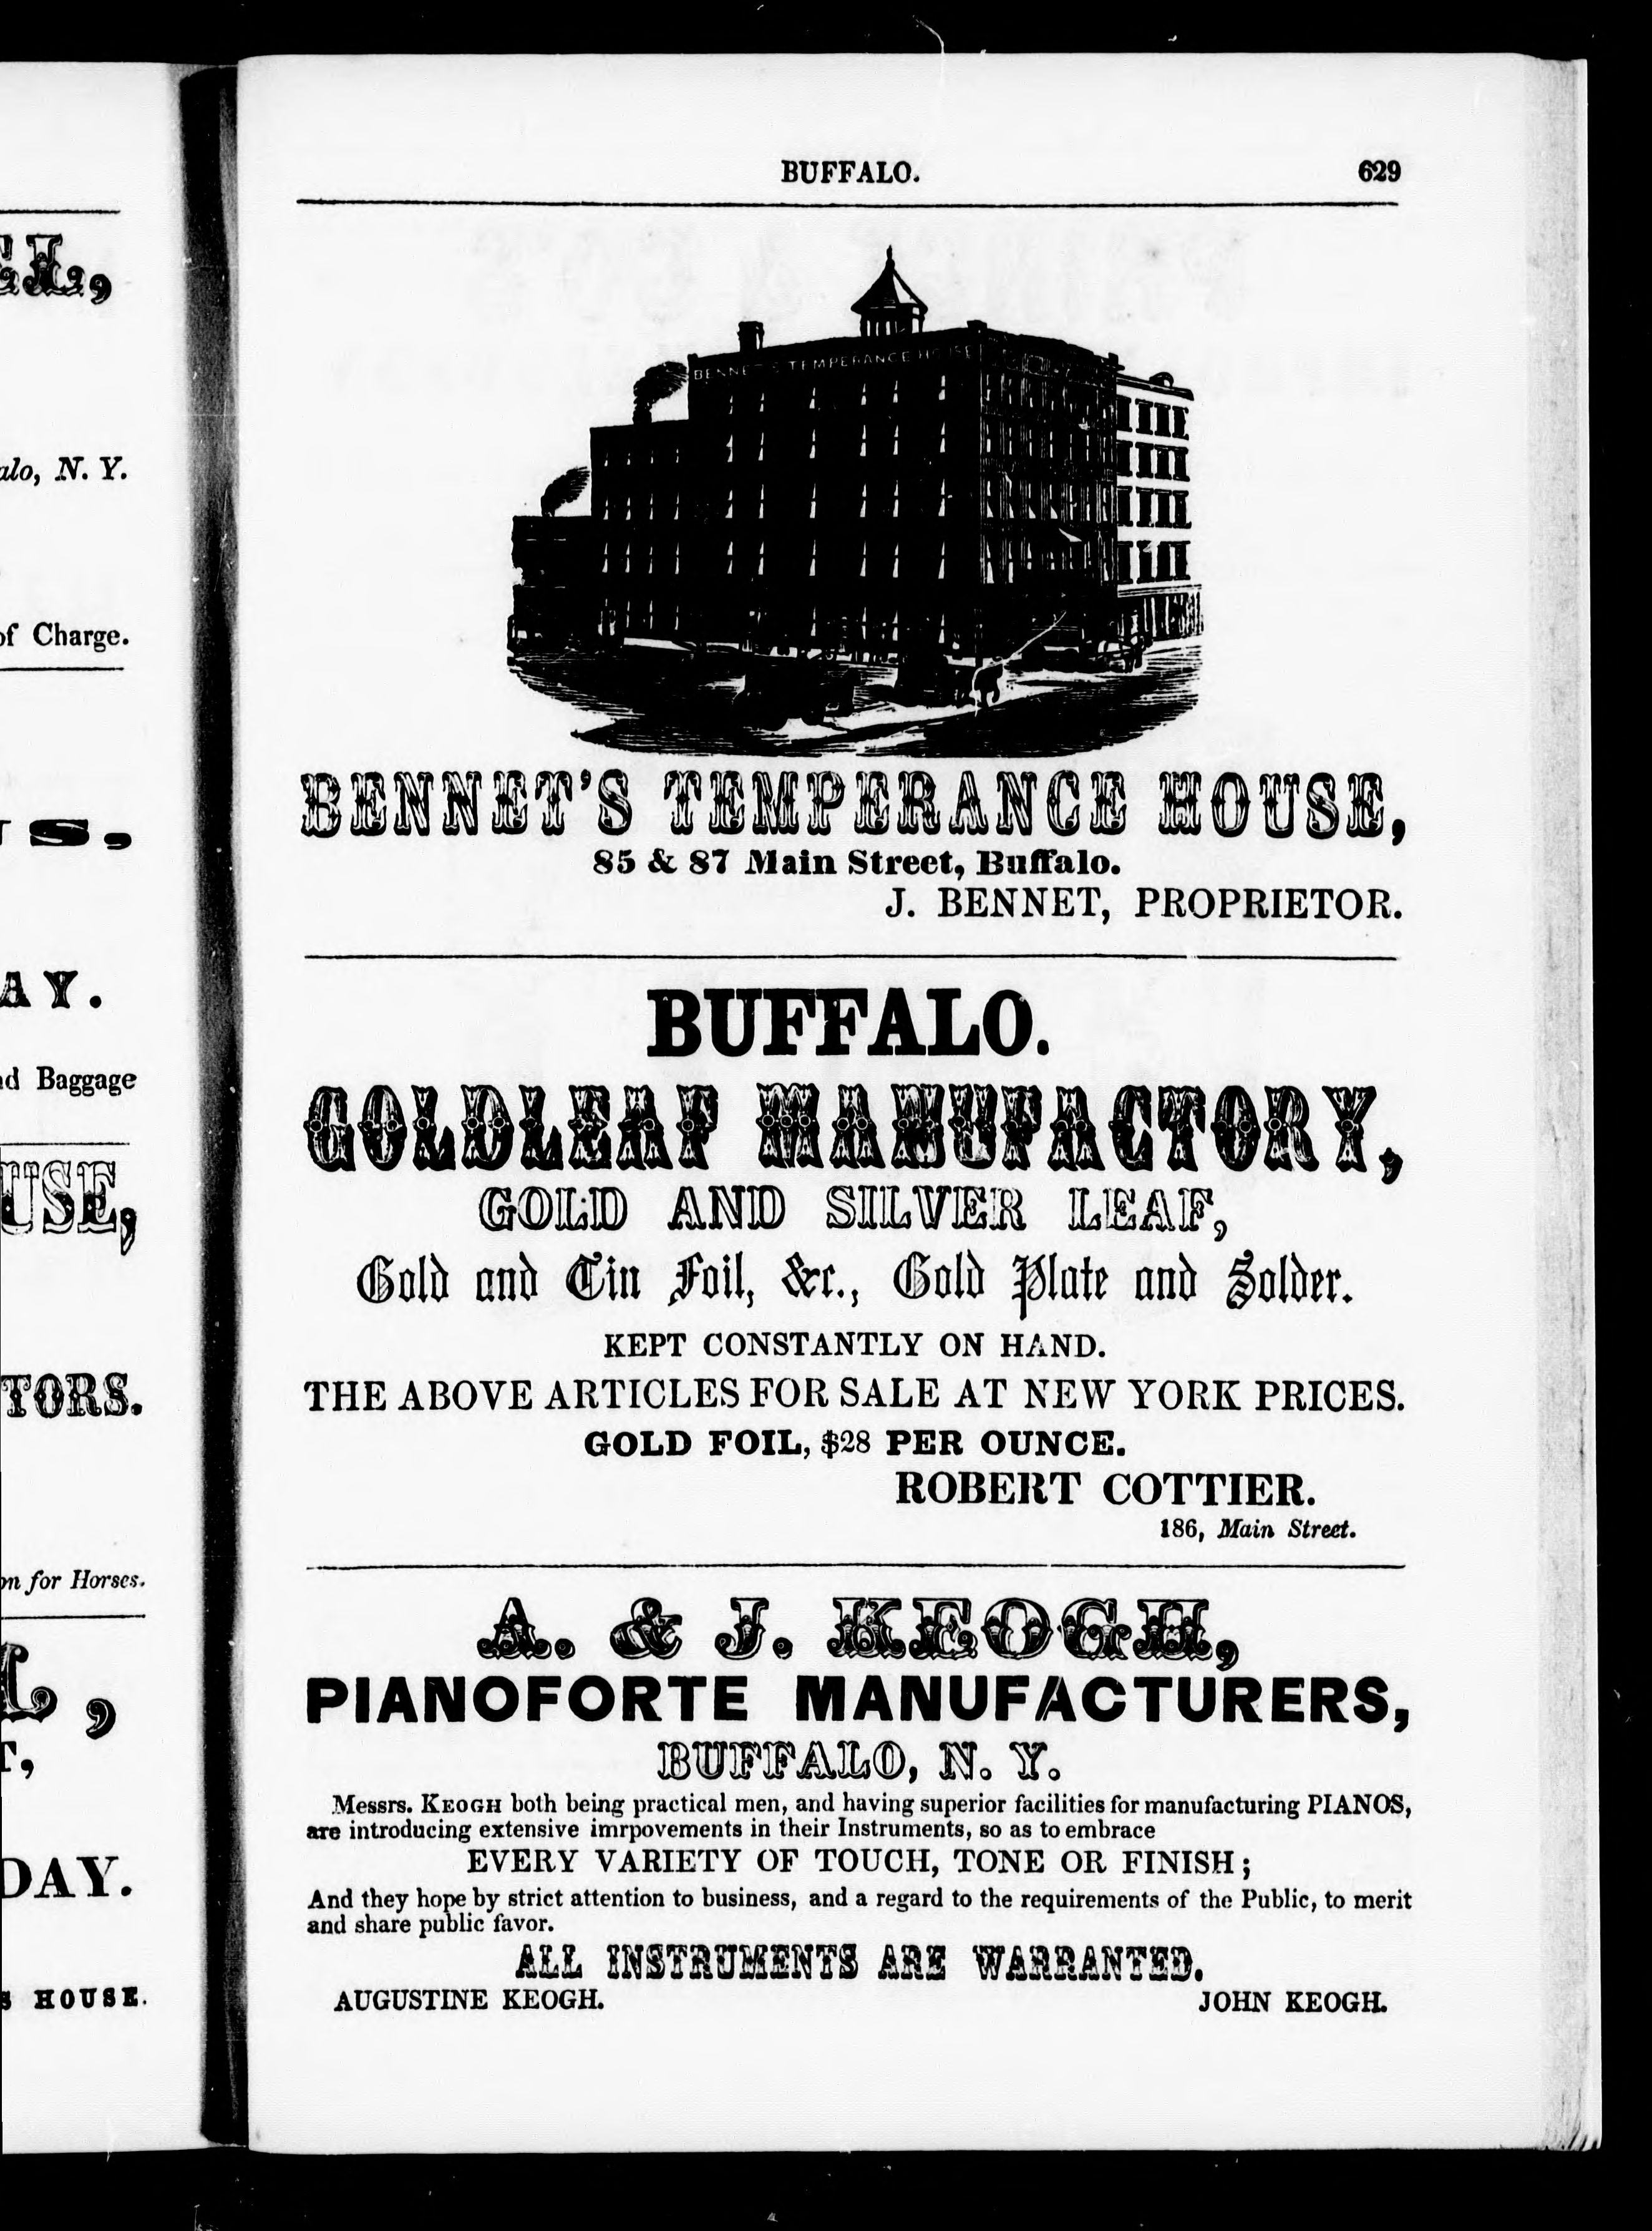 BUFFALO. 629
BENNET'S TEMPERANCE HOUSE
BENNET'S TEMPERANCE HOUSE,
85 & 87 Main Street, Buffalo.
J. BENNET, PROPRIETOR.
BUFFALO.
GOLDLEAF MANUFACTORY,
GOLD AND SILVER LEAF,
Gold and Tin Foil, &c., Gold Plate and Solder.
KEPT CONSTANTLY ON HAND.
THE ABOVE ARTICLES FOR SALE AT NEW YORK PRICES.
GOLD FOIL, $28 PER OUNCE.
ROBERT COTTIER.
186, Main Street.
A. & J. KEOGH,
PIANOFORTE MANUFACTURERS,
BUFFALO, N. Y.
Messrs. KEOGH both being practical men, and having superior facilities for manufacturing PIANOS,
are introducing extensive imrpovements in their Instruments, so as to embrace
EVERY VARIETY OF TOUCH, TONE OR FINISH;
And they hope by strict attention to business, and a regard to the requirements of the Public, to merit
and share public favor.
ALL INSTRUMENTS ARE WARRANTED.
AUGUSTINE KEOGH. JOHN KEOGH.
N. Y.
of Charge.
AY.
Baggage
USE,
TORS.
for Horses.
DAY.
HOUSE.